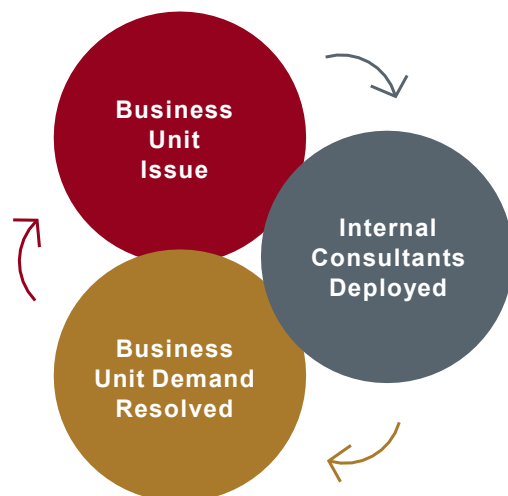 Business
Unit
Issue
Internal
Consultants
Deployed
Business
Unit Demand
Resolved